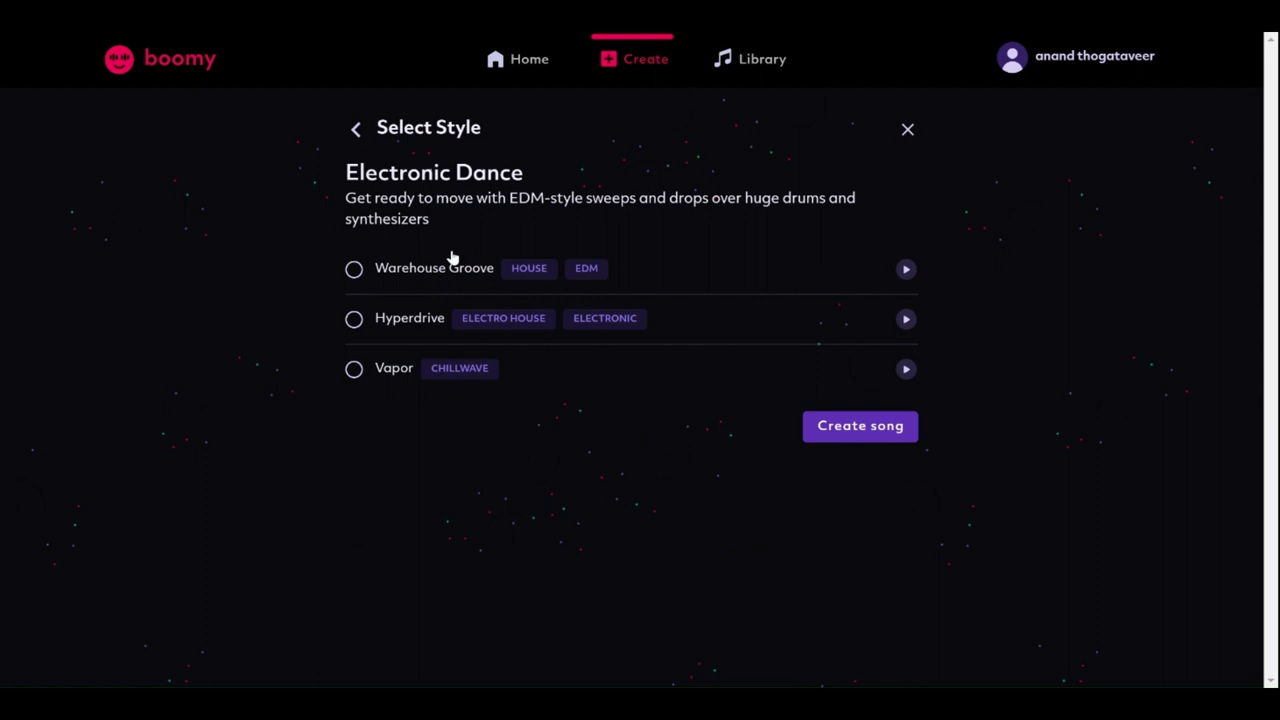 boomy
Home
Create
Library
anand thogataveer
Select Style
Electronic Dance
Get ready to move with EDM-style sweeps and drops over huge drums and
synthesizers
Warehouse Groove HOUSE EDM
Hyperdrive ELECTRO HOUSE ELECTRONIC
Vapor CHILLWAVE
Create song